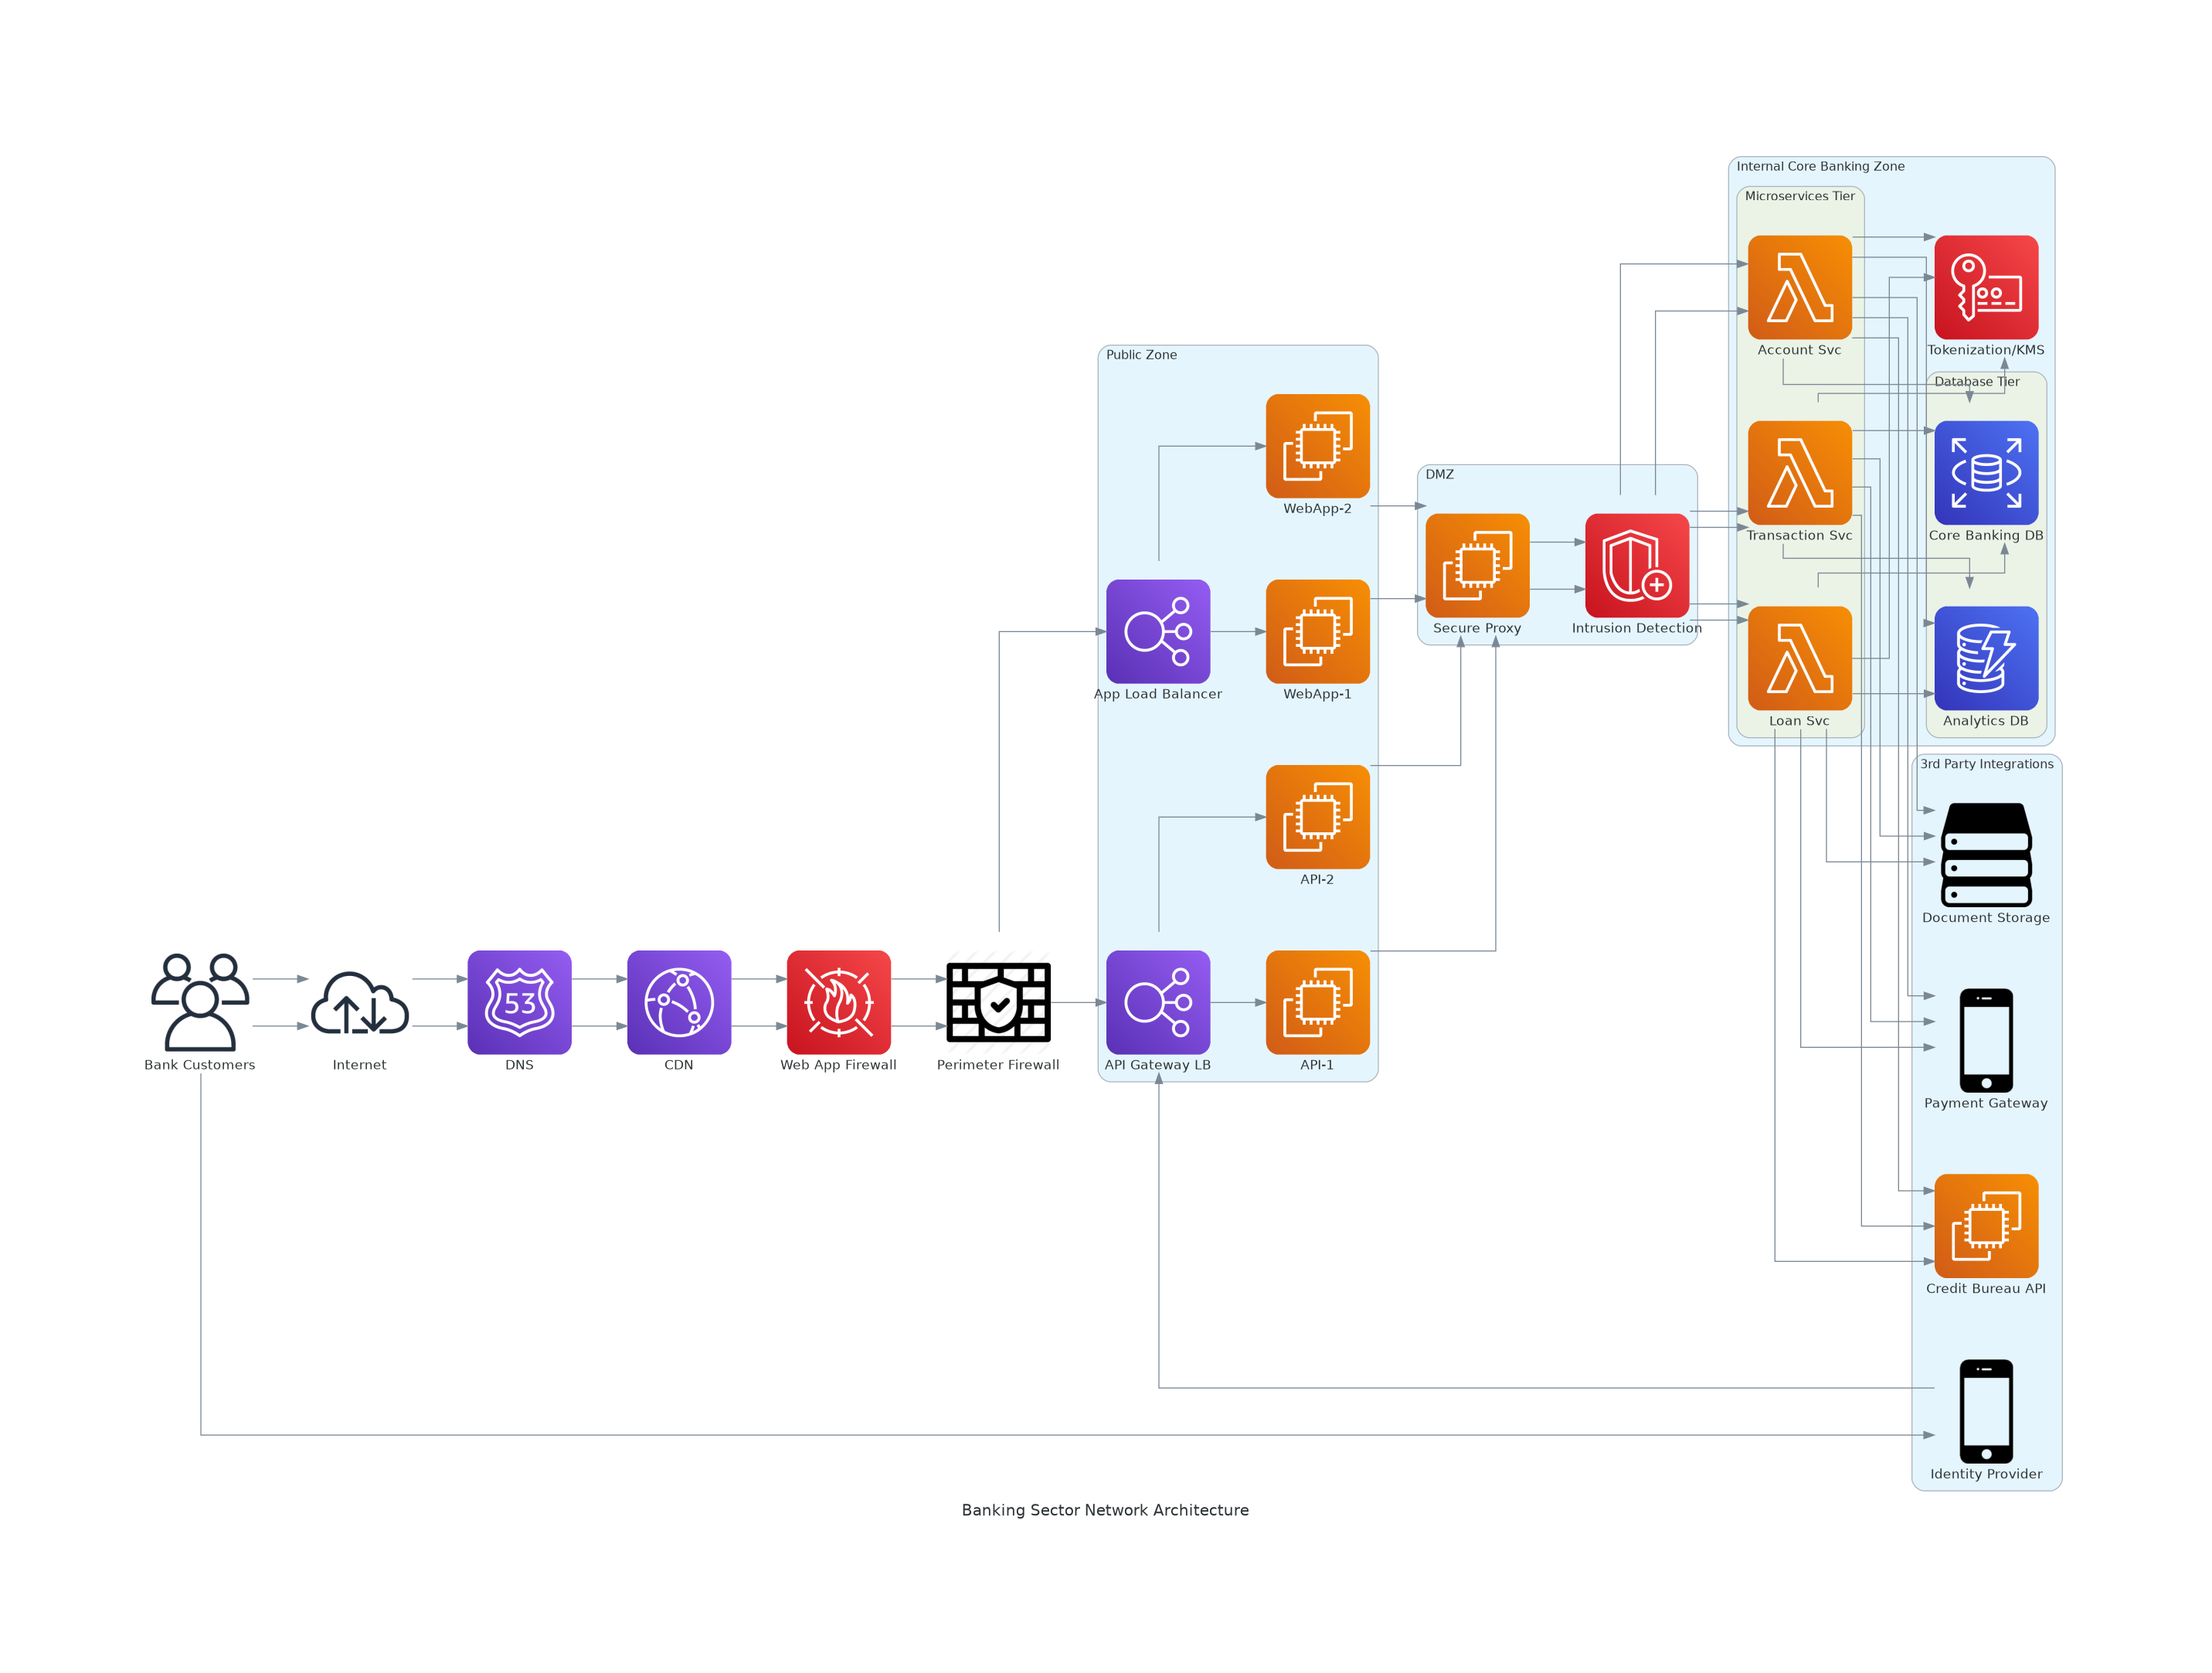 Internal Core Banking Zone
Microservices Tier
Account Svc
Tokenization/KMS
Public Zone
Database Tier
DMZ
WebApp-2
Transaction Svc
Core Banking DB
Secure Proxy
Intrusion Detection
App Load Balancer
WebApp-1
Loan Svc
Analytics DB
3rd Party Integrations
API-2
Document Storage
53
Bank Customers
Internet
DNS
CDN
Web App Firewall
Perimeter Firewall
API Gateway LB
API-1
Payment Gateway
Credit Bureau API
Identity Provider
Banking Sector Network Architecture